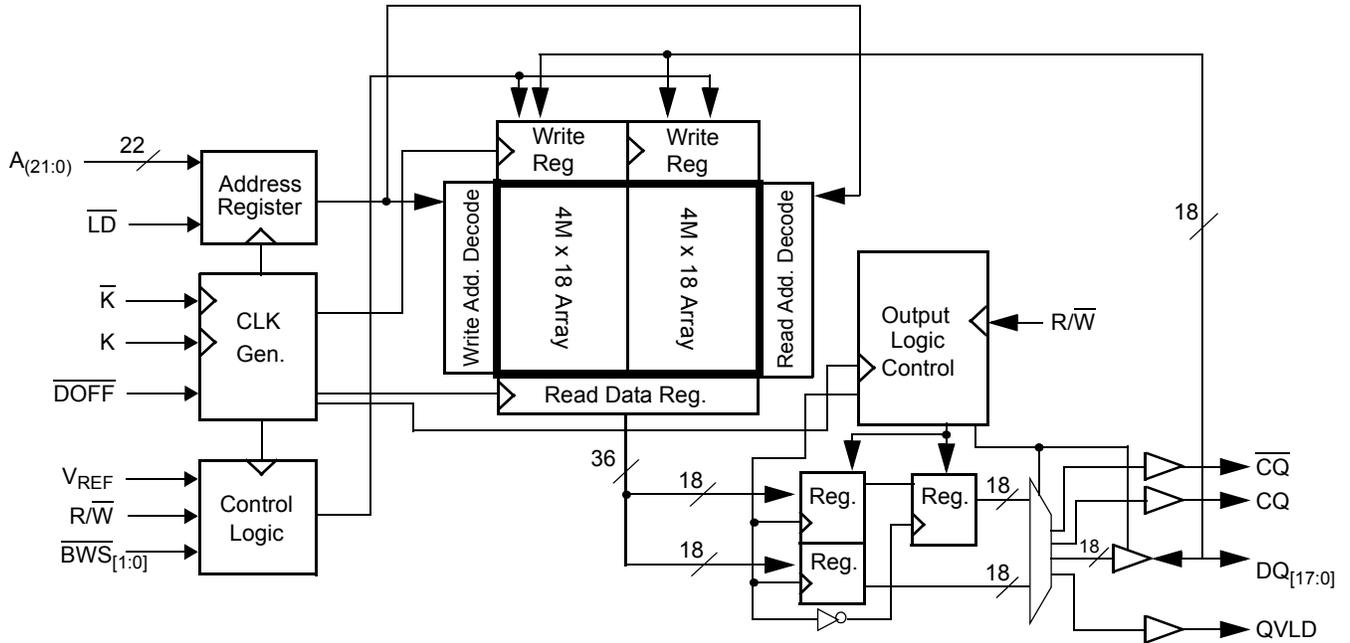 A(21:0)
22
LD
K
K
DOFF
VREF
R/W
BWS[1:0]
Address
Register
CLK
Gen.
Control
Logic
Write
Reg
Write
Reg
Write Add. Decode
4M x 18 Array
4M x 18 Array
Read Add. Decode
Read Data Reg.
36
18
18
Output
Logic
Control
R/W
Reg.
Reg.
Reg.
18
18
18
18
CQ
CQ
DQ[17:0]
QVLD